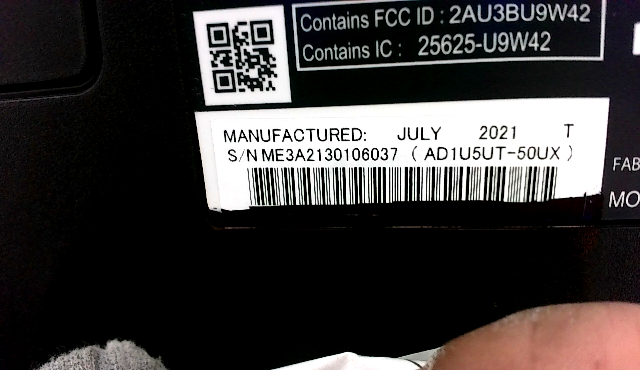 Contains FCC ID : 2AU3BU9W42
Contains IC : 25625-U9W42
MANUFACTURED: JULY 2021 T
S/N ME3A2130106037 ( AD1U5UT-50UX )
FAB
MO